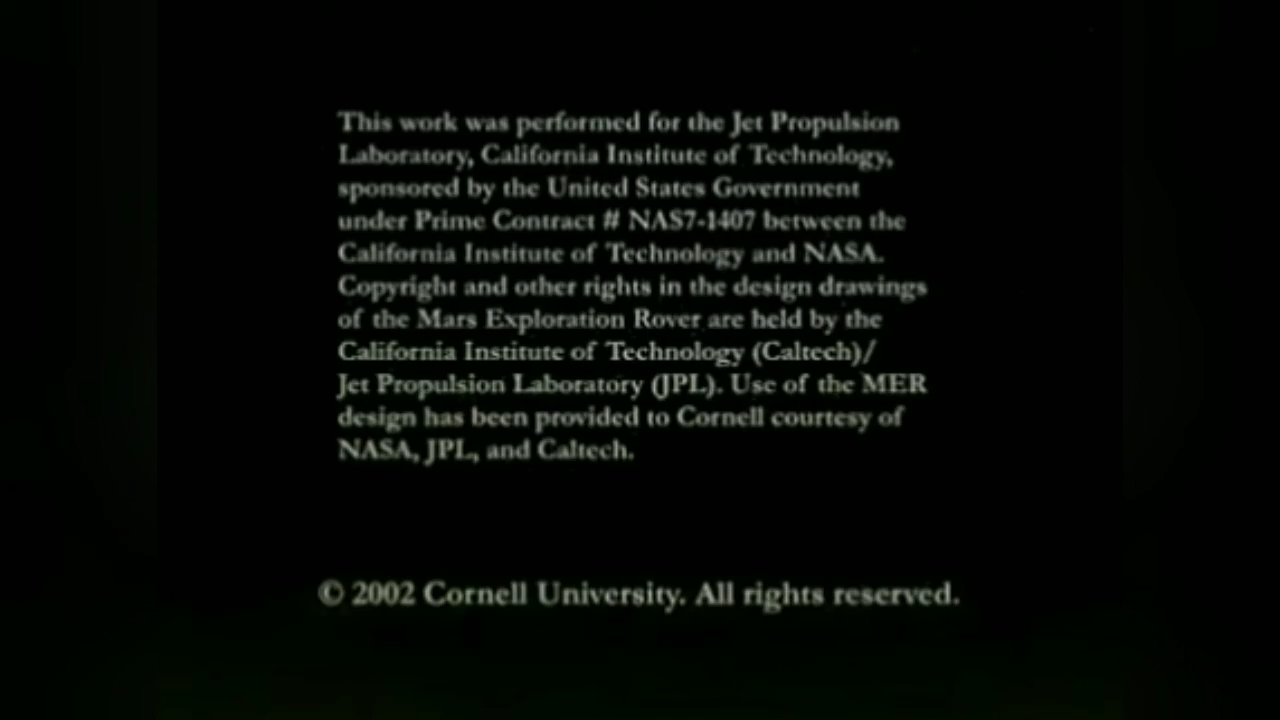 This work was performed for the Jet Propulsion
Laboratory, California Institute of Technology,
sponsored by the United States Government
under Prime Contract # NAS7-1407 between the
California Institute of Technology and NASA.
Copyright and other rights in the design drawings
of the Mars Exploration Rover are held by the
California Institute of Technology (Caltech)/
Jet Propulsion Laboratory (JPL). Use of the MER
design has been provided to Cornell courtesy of
NASA, JPL, and Caltech.
© 2002 Cornell University. All rights reserved.